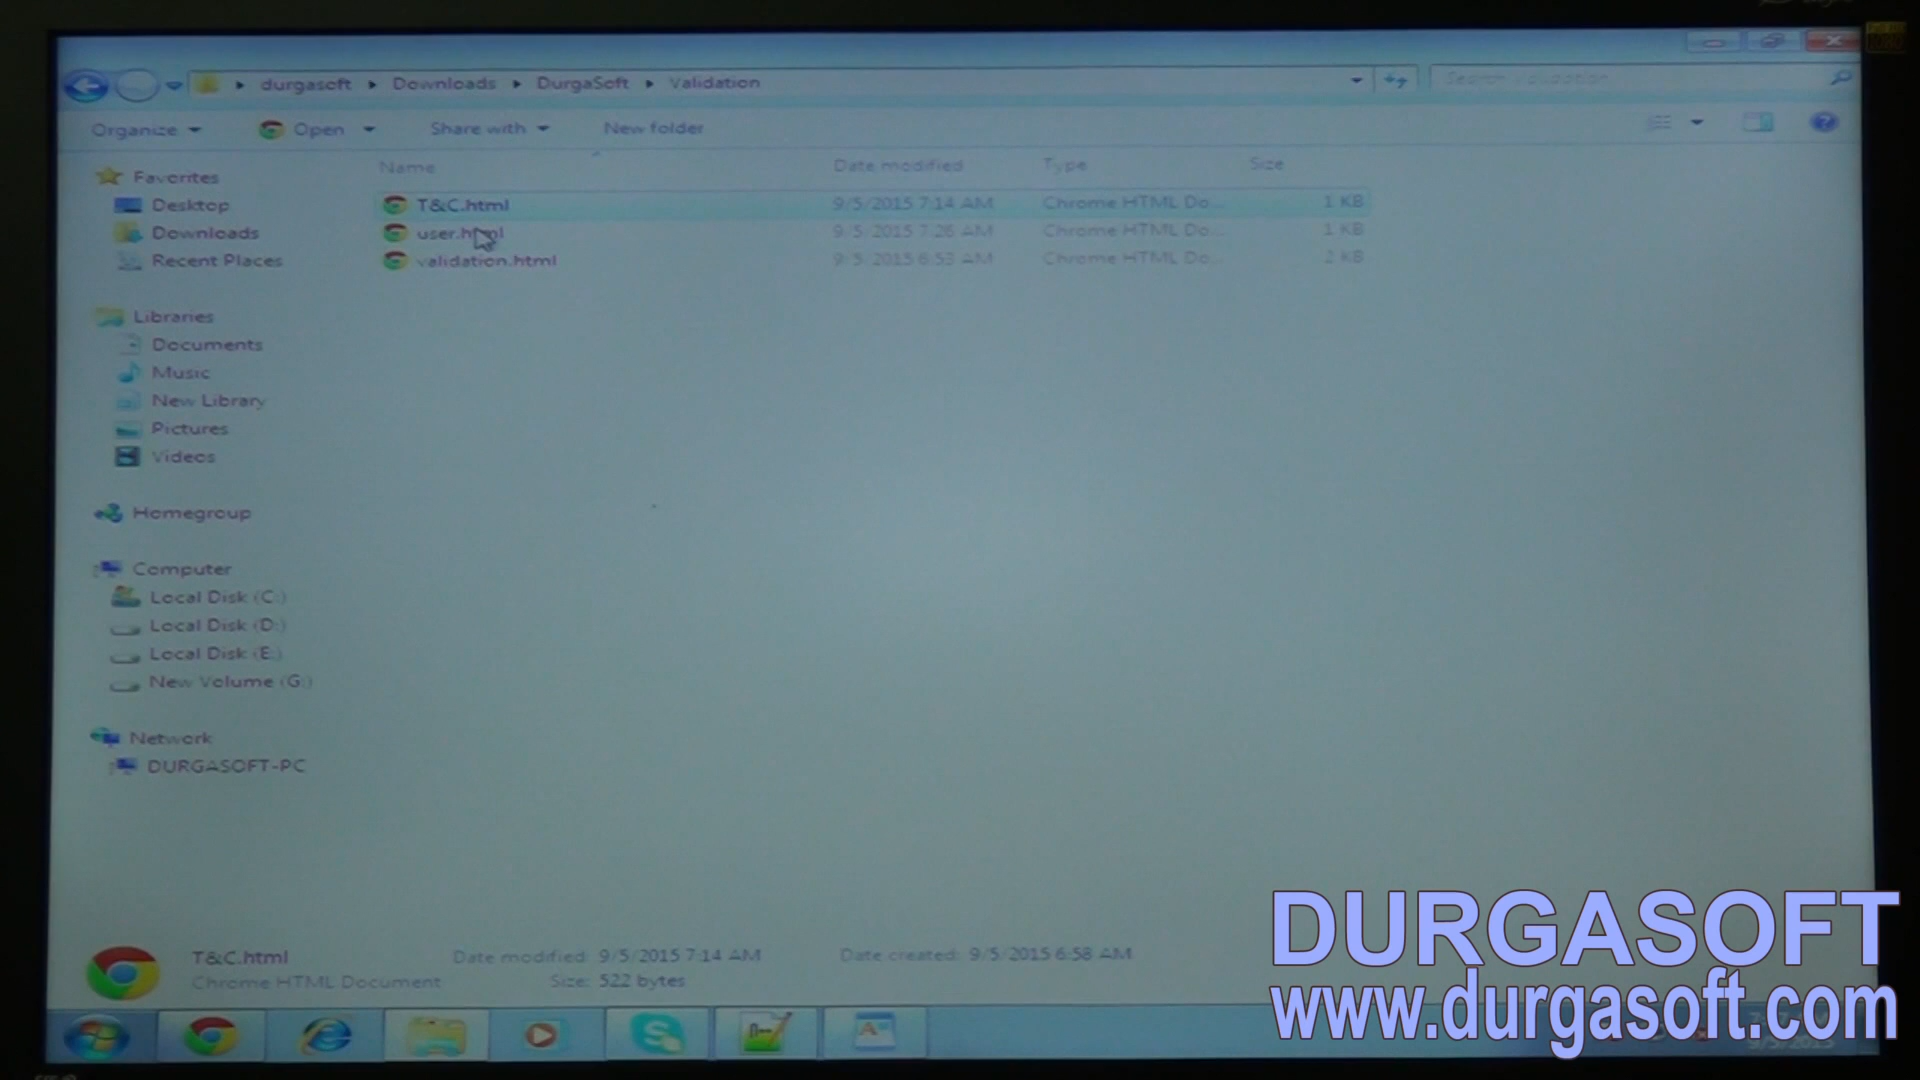 durgasoft ▸ Downloads ▸ DurgaSoft ▸ Validation
Search Validation
Organize Open Share with New folder
Name Date modified Type Size
T&C.html 9/5/2015 7:14 AM Chrome HTML Do... 1 KB
user.html 9/5/2015 7:26 AM Chrome HTML Do... 1 KB
validation.html 9/5/2015 6:53 AM Chrome HTML Do... 2 KB
Favorites
Desktop
Downloads
Recent Places
Libraries
Documents
Music
New Library
Pictures
Videos
Homegroup
Computer
Local Disk (C:)
Local Disk (D:)
Local Disk (E:)
New Volume (G:)
Network
DURGASOFT-PC
T&C.html Date modified: 9/5/2015 7:14 AM Date created: 9/5/2015 6:58 AM
Chrome HTML Document Size: 522 bytes
DURGASOFT
www.durgasoft.com